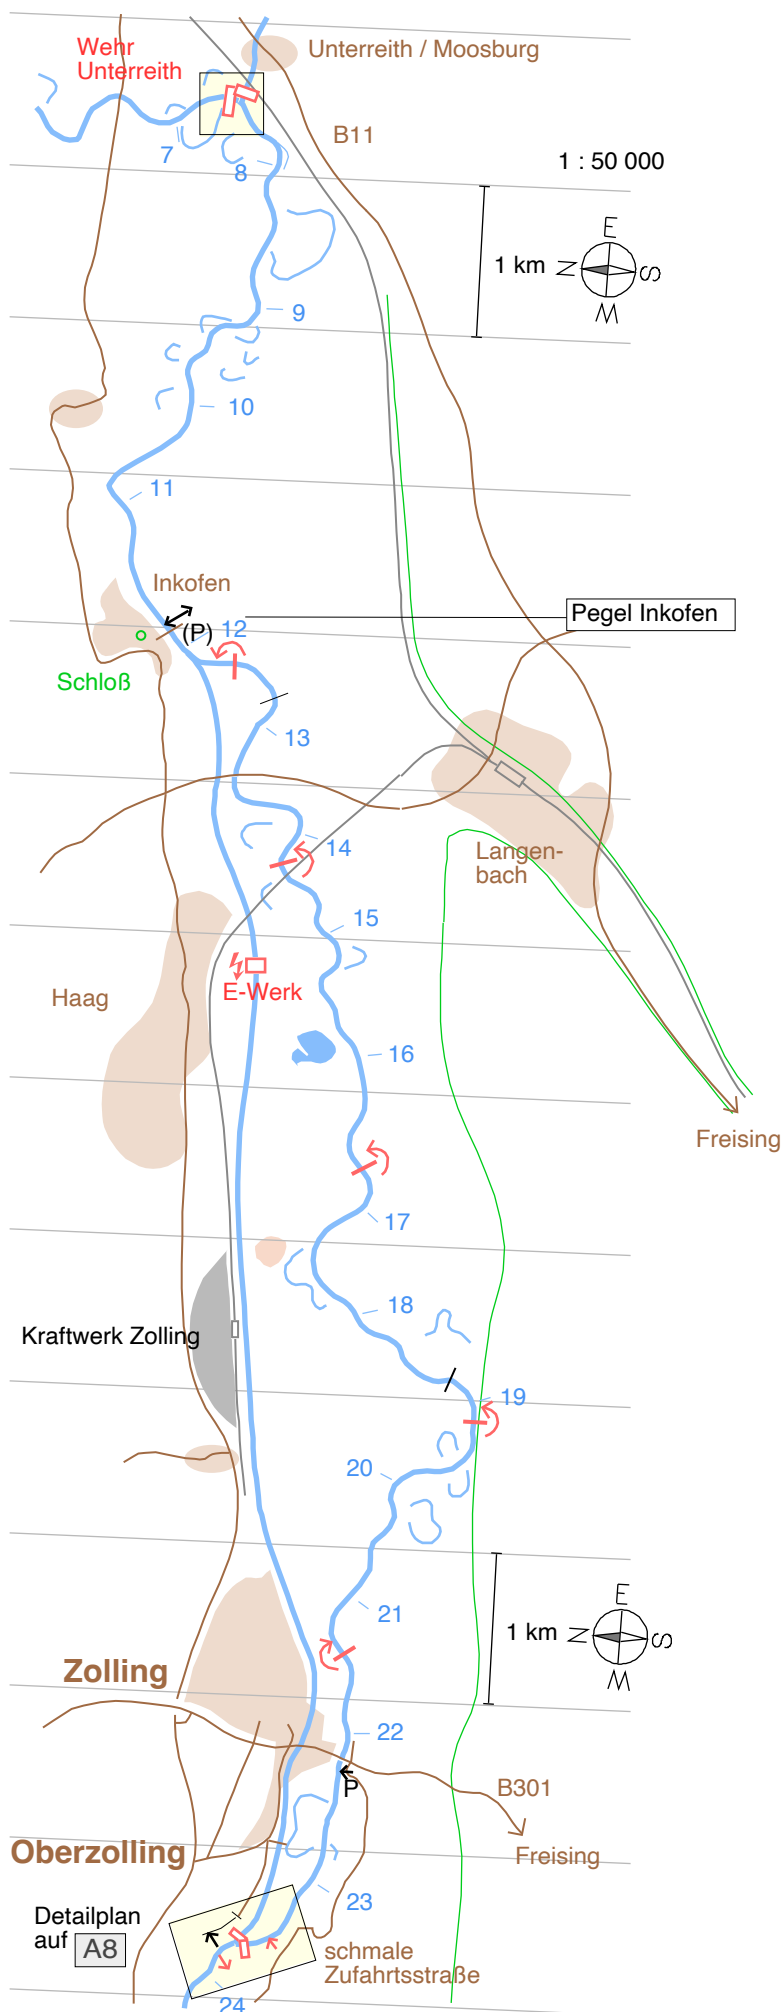 Wehr
Unterreith
Unterreith / Moosburg
B11
7
8
1 : 50 000
E
N
S
W
1 km
9
10
11
Inkofen
(P)
12
Pegel Inkofen
Schloß
13
14
Langen-
bach
15
Haag
E-Werk
16
Freising
17
18
Kraftwerk Zolling
19
20
21
1 km
E
N
S
W
Zolling
22
P
B301
Oberzolling
Freising
23
Detailplan
auf A8
schmale
Zufahrtsstraße
24